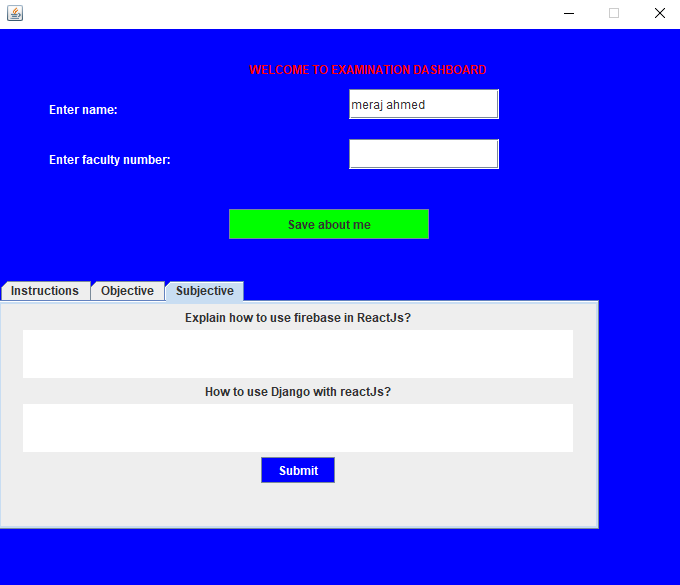 WELCOME TO EXAMINATION DASHBOARD
Enter name: meraj ahmed
Enter faculty number:
Save about me
Instructions Objective Subjective
Explain how to use firebase in ReactJs?
How to use Django with reactJs?
Submit